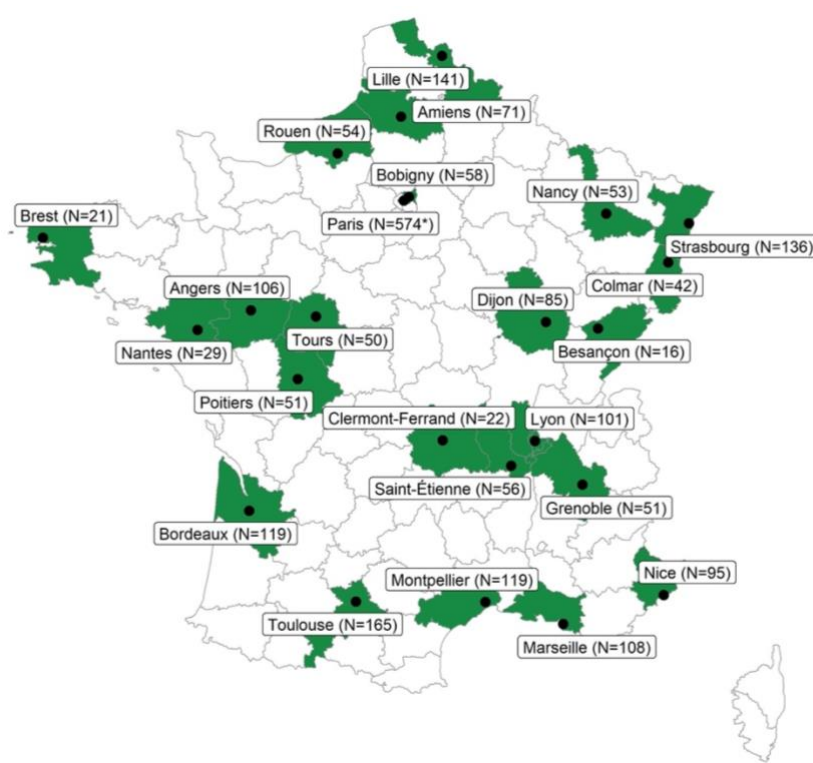 Lille (N=141)
Amiens (N=71)
Rouen (N=54)
Bobigny (N=58)
Nancy (N=53)
Paris (N=574*)
Brest (N=21)
Strasbourg (N=136)
Angers (N=106)
Colmar (N=42)
Dijon (N=85)
Tours (N=50)
Nantes (N=29)
Besançon (N=16)
Poitiers (N=51)
Clermont-Ferrand (N=22)
Lyon (N=101)
Saint-Étienne (N=56)
Grenoble (N=51)
Bordeaux (N=119)
Nice (N=95)
Montpellier (N=119)
Toulouse (N=165)
Marseille (N=108)